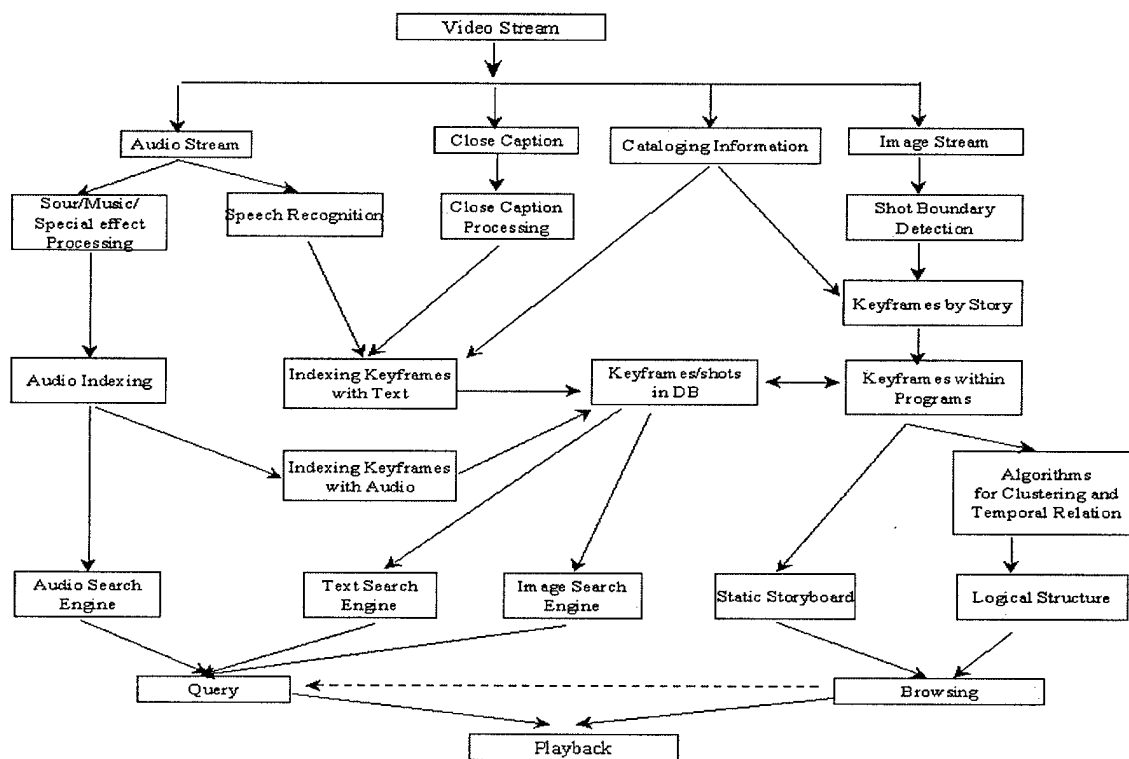 Video Stream
Audio Stream
Close Caption
Cataloging Information
Image Stream
Sour/Music/
Special effect
Processing
Speech Recognition
Close Caption
Processing
Shot Boundary
Detection
Keyframes by Story
Audio Indexing
Indexing Keyframes
with Text
Keyframes/shots
in DB
Keyframes within
Programs
Indexing Keyframes
with Audio
Algorithms
for Clustering and
Temporal Relation
Audio Search
Engine
Text Search
Engine
Image Search
Engine
Static Storyboard
Logical Structure
Query
Browsing
Playback